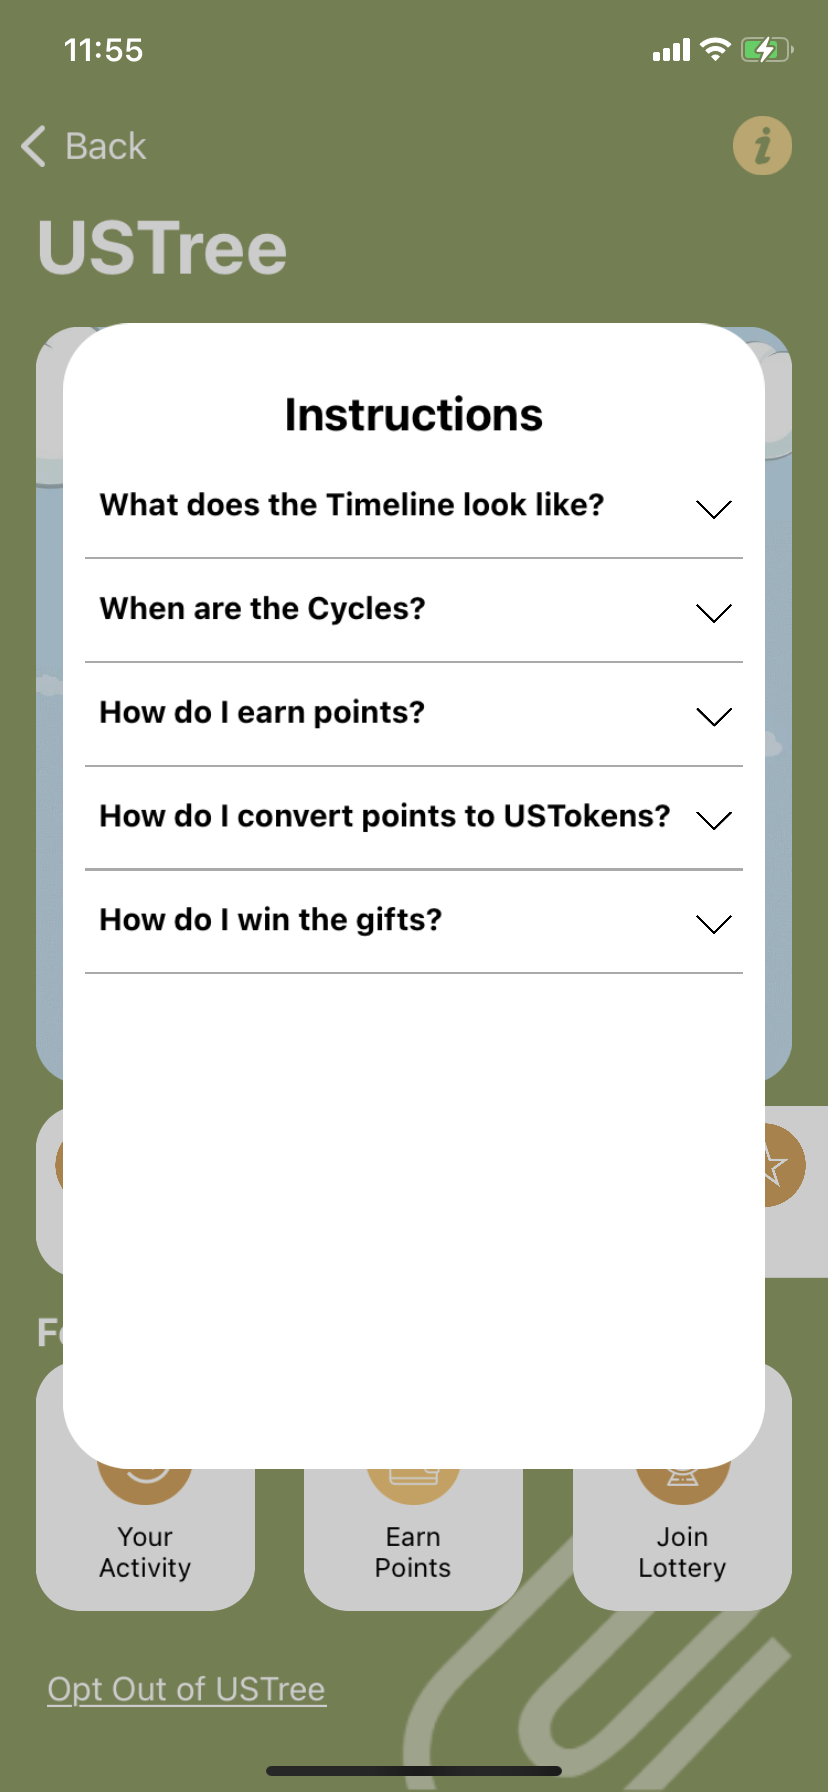 11:55
Back
i
USTree
Instructions
What does the Timeline look like?
When are the Cycles?
How do I earn points?
How do I convert points to USTokens?
How do I win the gifts?
Your
Activity
Earn
Points
Join
Lottery
Opt Out of USTree